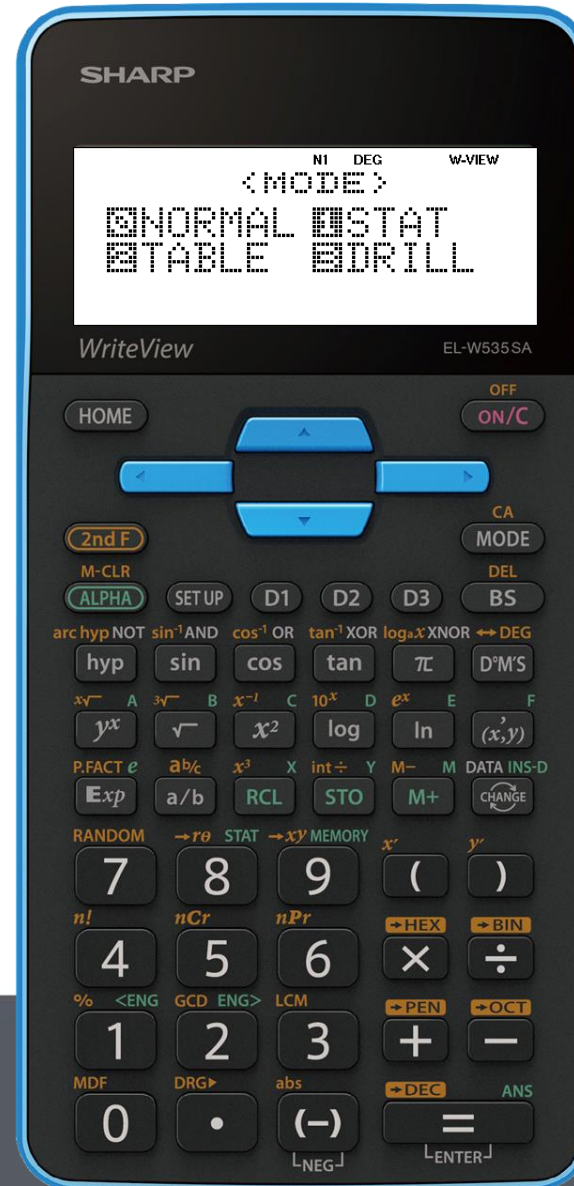 SHARP
N1 DEG W-VIEW
<MODE>
0NORMAL 1STAT
2TABLE 3DRILL
WriteView EL-W535SA
OFF
HOME ON/C
CA
2nd F MODE
M-CLR DEL
ALPHA SET UP D1 D2 D3 BS
arc hyp NOT sin⁻¹ AND cos⁻¹ OR tan⁻¹ XOR logₐx XNOR ↔DEG
hyp sin cos tan π D°M'S
x√ A 3√ B x⁻¹ C 10ˣ D eˣ E F
yˣ √ x² log ln (x,y)
P.FACT e ab/c x³ X int÷ Y M− M DATA INS-D
Exp a/b RCL STO M+ CHANGE
RANDOM →rθ STAT →xy MEMORY x′ y′
7 8 9 ( )
n! nCr nPr →HEX →BIN
4 5 6 × ÷
% <ENG GCD ENG> LCM →PEN →OCT
1 2 3 + −
MDF DRG▶ abs →DEC ANS
0 • (−) =
NEG ENTER